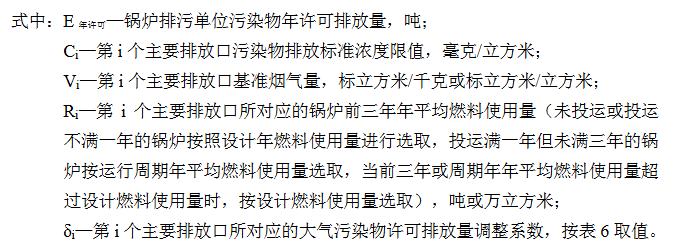 式中：E 年许可—锅炉排污单位污染物年许可排放量，吨；
Ci—第 i 个主要排放口污染物排放标准浓度限值，毫克/立方米；
Vi—第 i 个主要排放口基准烟气量，标立方米/千克或标立方米/立方米；
Ri—第 i 个主要排放口所对应的锅炉前三年年平均燃料使用量（未投运或投运
不满一年的锅炉按照设计年燃料使用量进行选取，投运满一年但未满三年的锅
炉按运行周期年平均燃料使用量选取，当前三年或周期年年平均燃料使用量超
过设计燃料使用量时，按设计燃料使用量选取），吨或万立方米；
δi—第 i 个主要排放口所对应的大气污染物许可排放量调整系数，按表 6 取值。